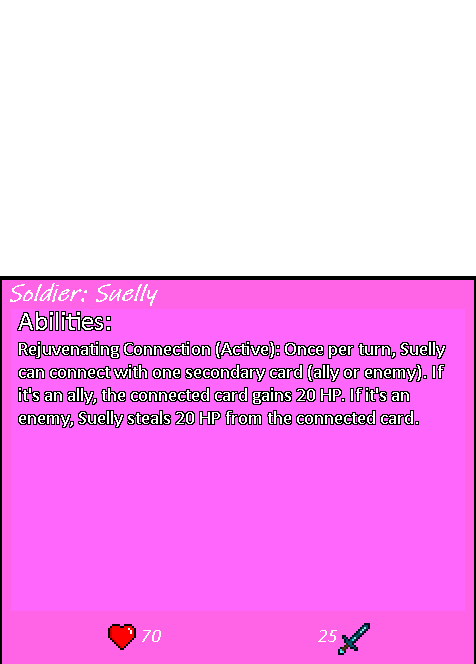 Soldier: Suelly
Abilities:
Rejuvenating Connection (Active): Once per turn, Suelly
can connect with one secondary card (ally or enemy). If
it's an ally, the connected card gains 20 HP. If it's an
enemy, Suelly steals 20 HP from the connected card.
70
25